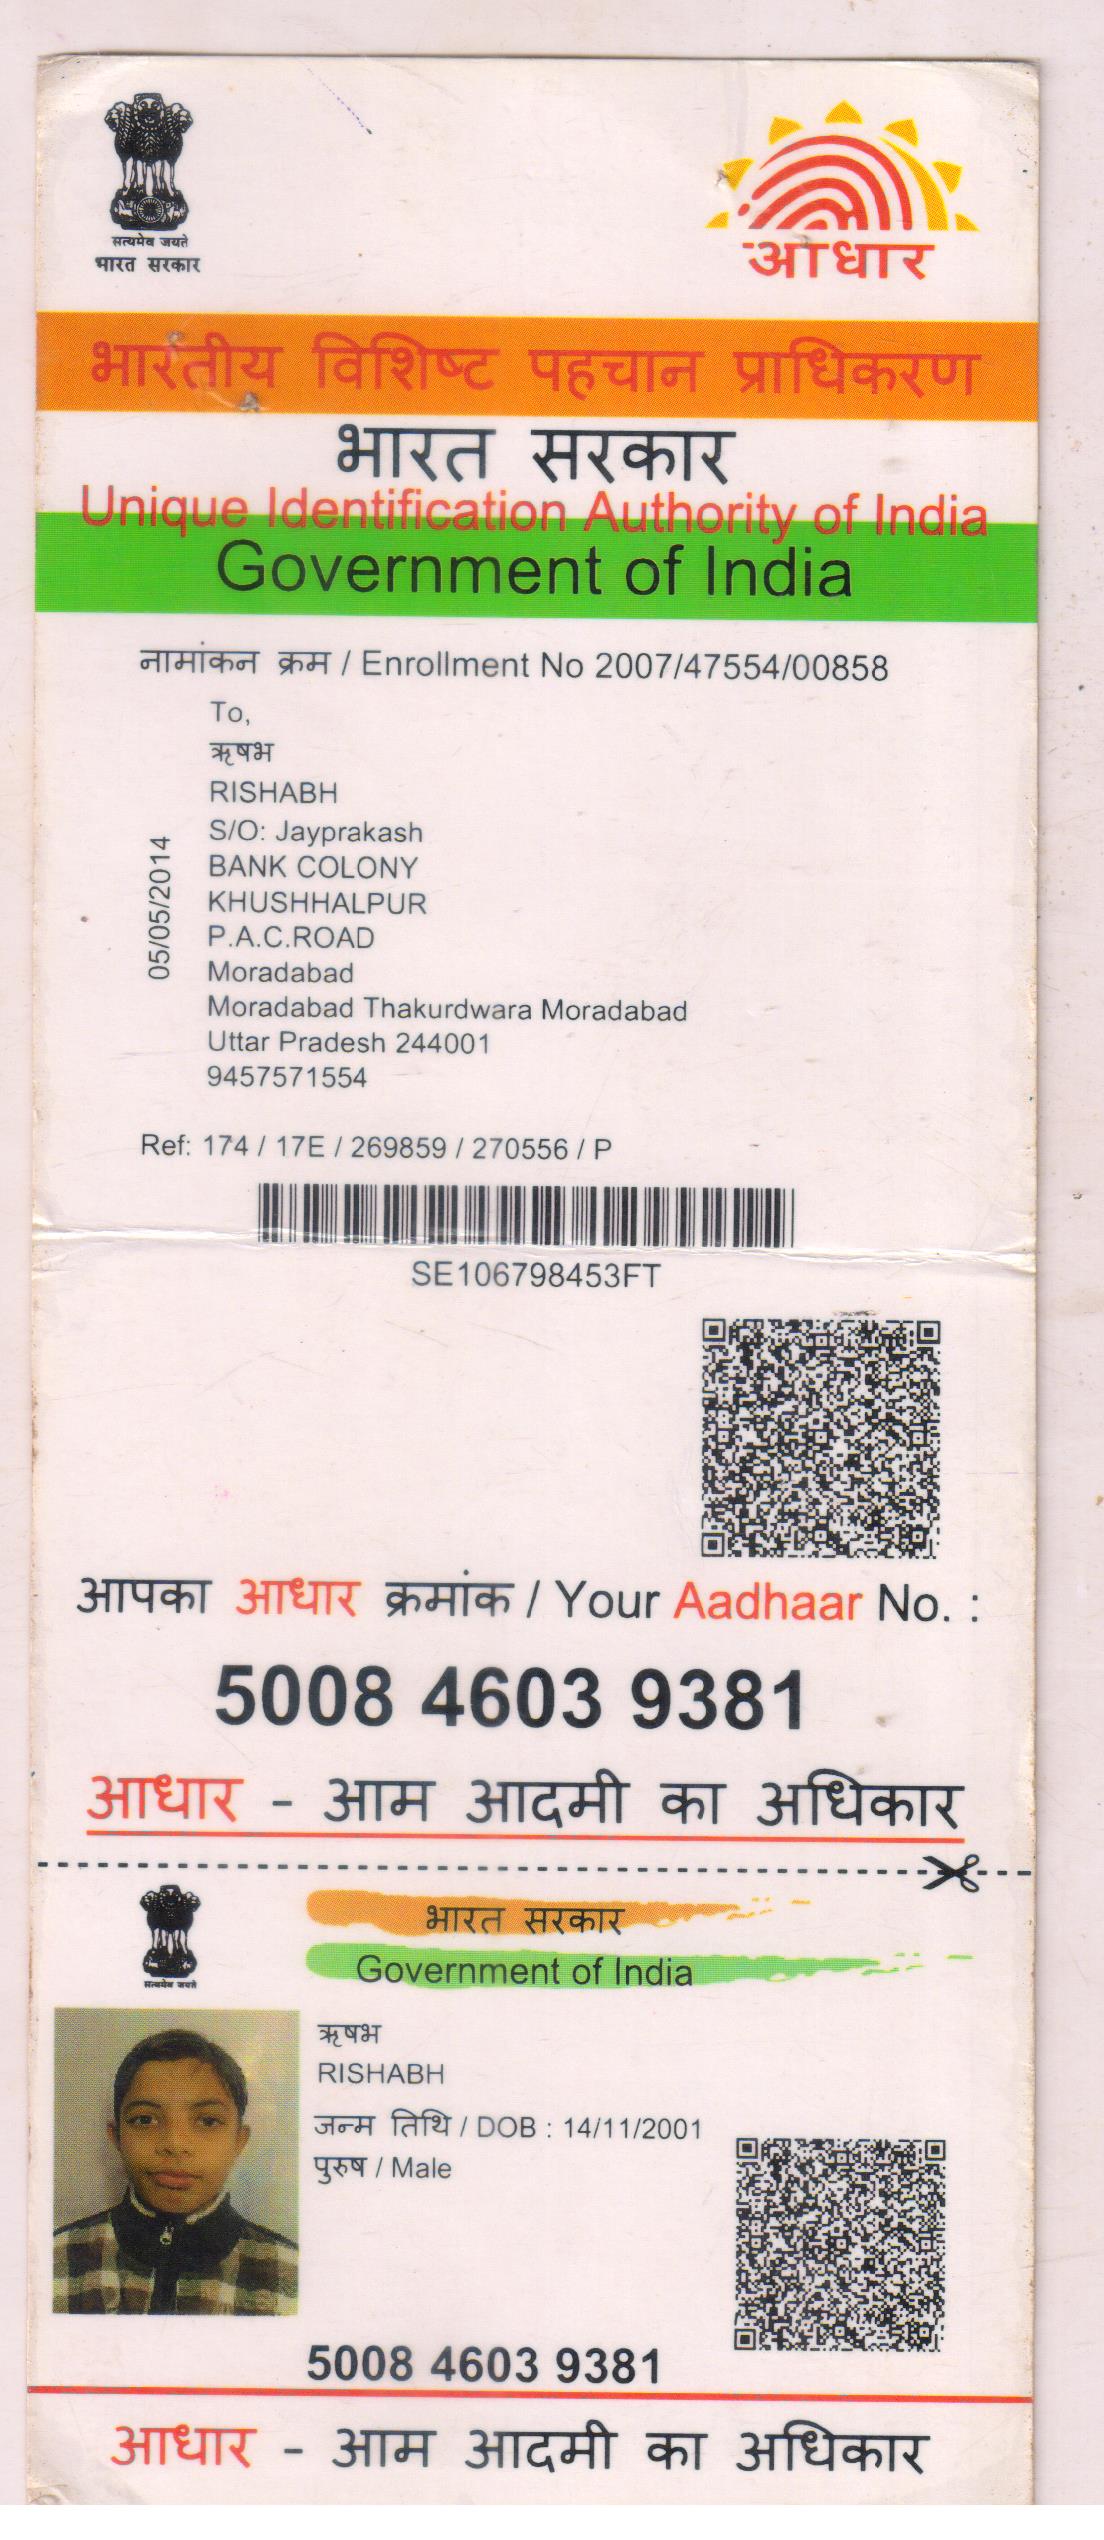 सत्यमेव जयते
भारत सरकार
आधार
भारतीय विशिष्ट पहचान प्राधिकरण
भारत सरकार
Unique Identification Authority of India
Government of India
नामांकन क्रम / Enrollment No 2007/47554/00858
To,
ऋषभ
RISHABH
S/O: Jayprakash
BANK COLONY
KHUSHHALPUR
P.A.C.ROAD
Moradabad
Moradabad Thakurdwara Moradabad
Uttar Pradesh 244001
9457571554
05/05/2014
Ref: 174 / 17E / 269859 / 270556 / P
SE106798453FT
आपका आधार क्रमांक / Your Aadhaar No. :
5008 4603 9381
आधार - आम आदमी का अधिकार
सत्यमेव जयते
भारत सरकार
Government of India
ऋषभ
RISHABH
जन्म तिथि / DOB : 14/11/2001
पुरुष / Male
5008 4603 9381
आधार - आम आदमी का अधिकार